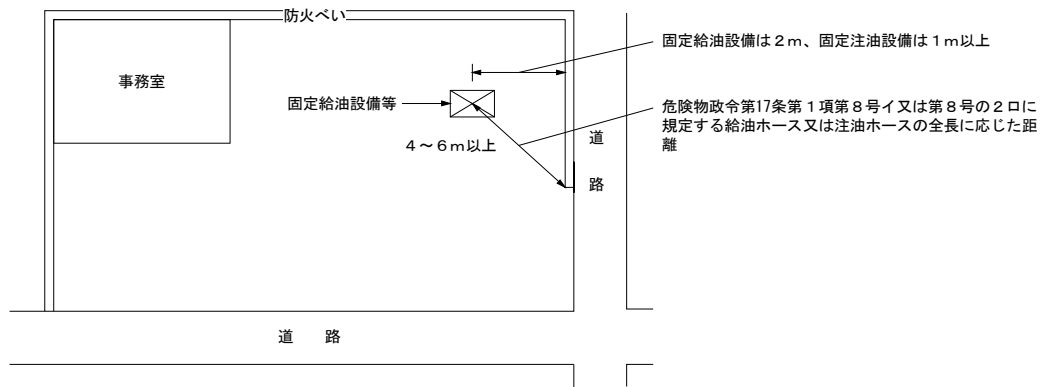 防火べい
固定給油設備は２ｍ、固定注油設備は１ｍ以上
事務室
固定給油設備等
危険物政令第17条第１項第８号イ又は第８号の２ロに
規定する給油ホース又は注油ホースの全長に応じた距
離
４～６ｍ以上
道
路
道　路